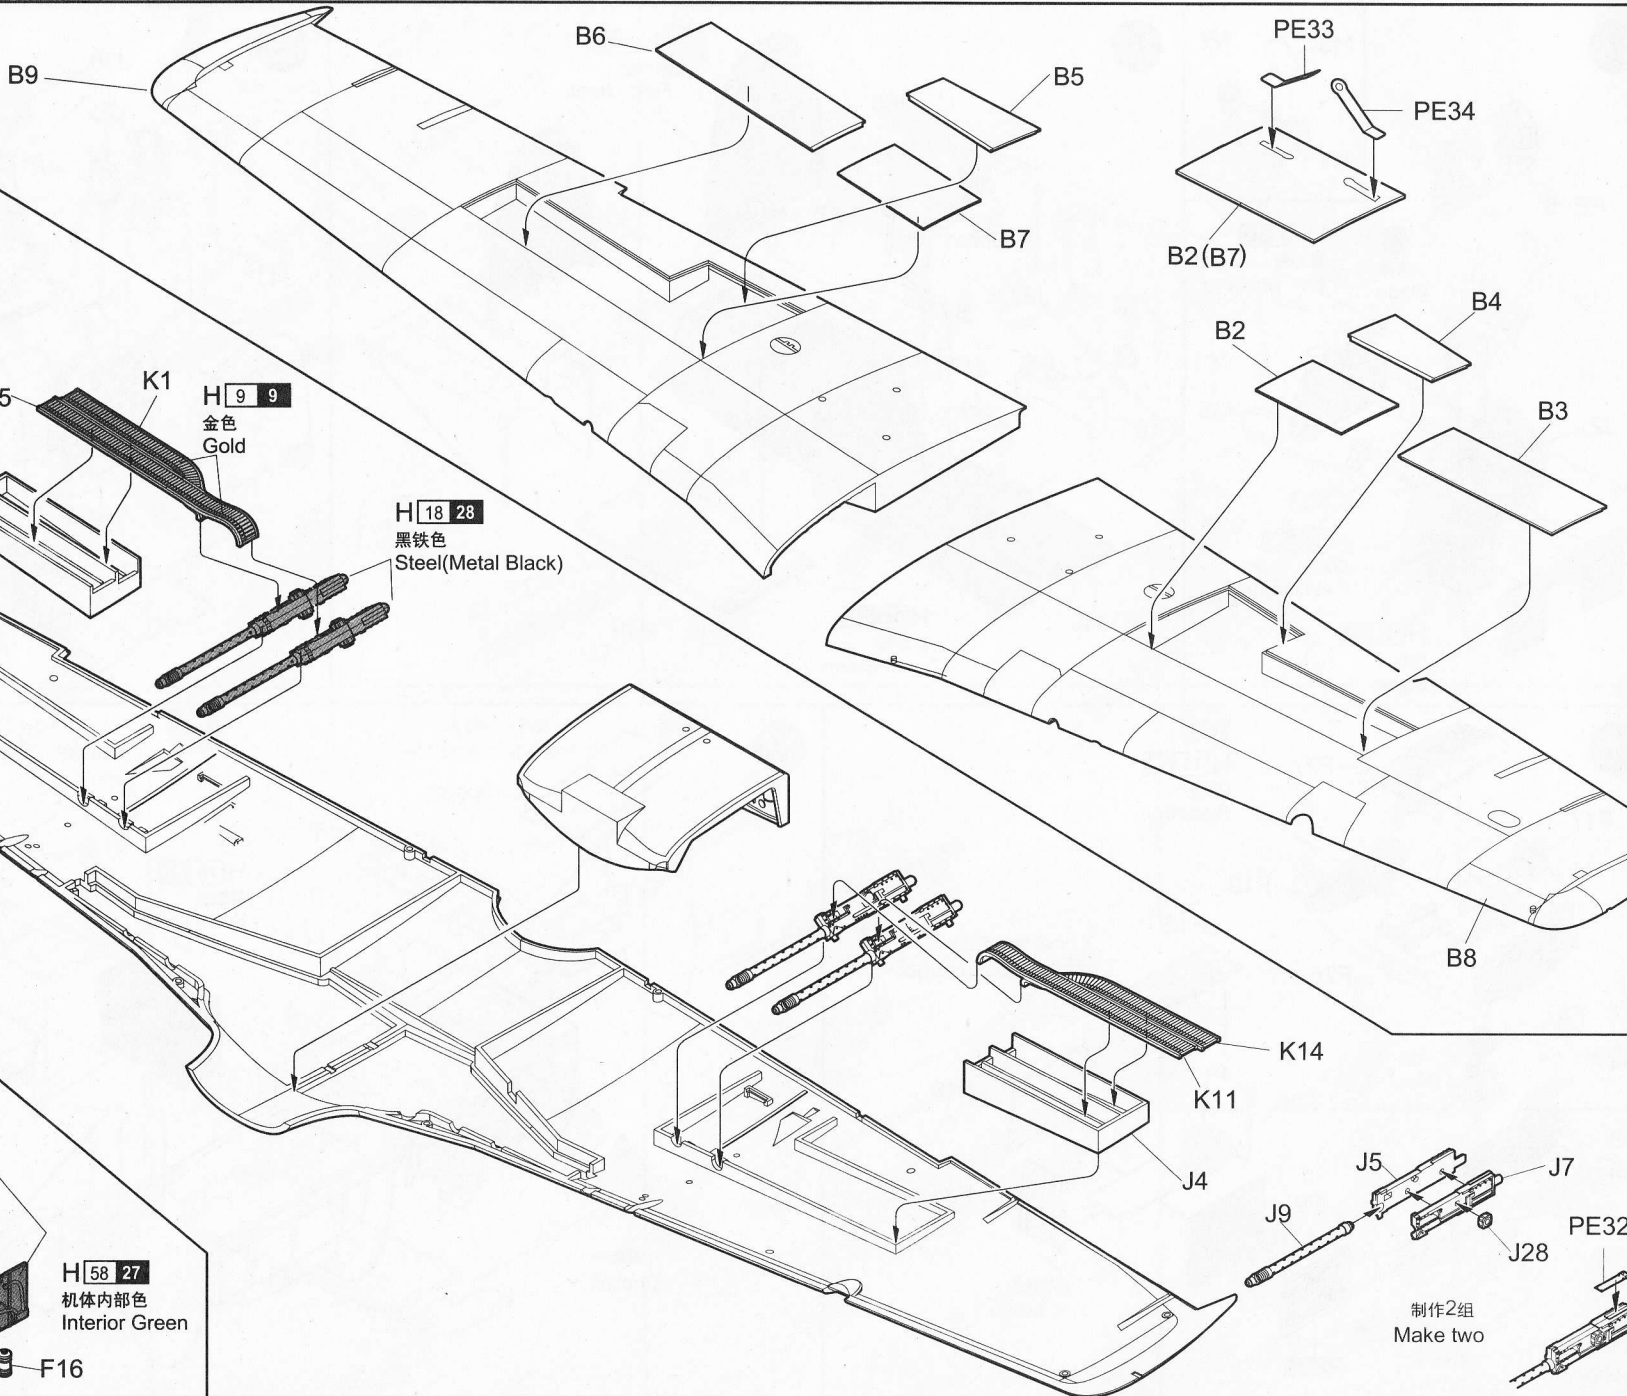 B9
B6
B5
B7
PE33
PE34
B2(B7)
B2
B4
B3
B8
5
K1
H 9 9
金色
Gold
H 18 28
黑铁色
Steel(Metal Black)
K14
K11
J4
J5
J7
J9
J28
PE32
制作2组
Make two
H 58 27
机体内部色
Interior Green
F16